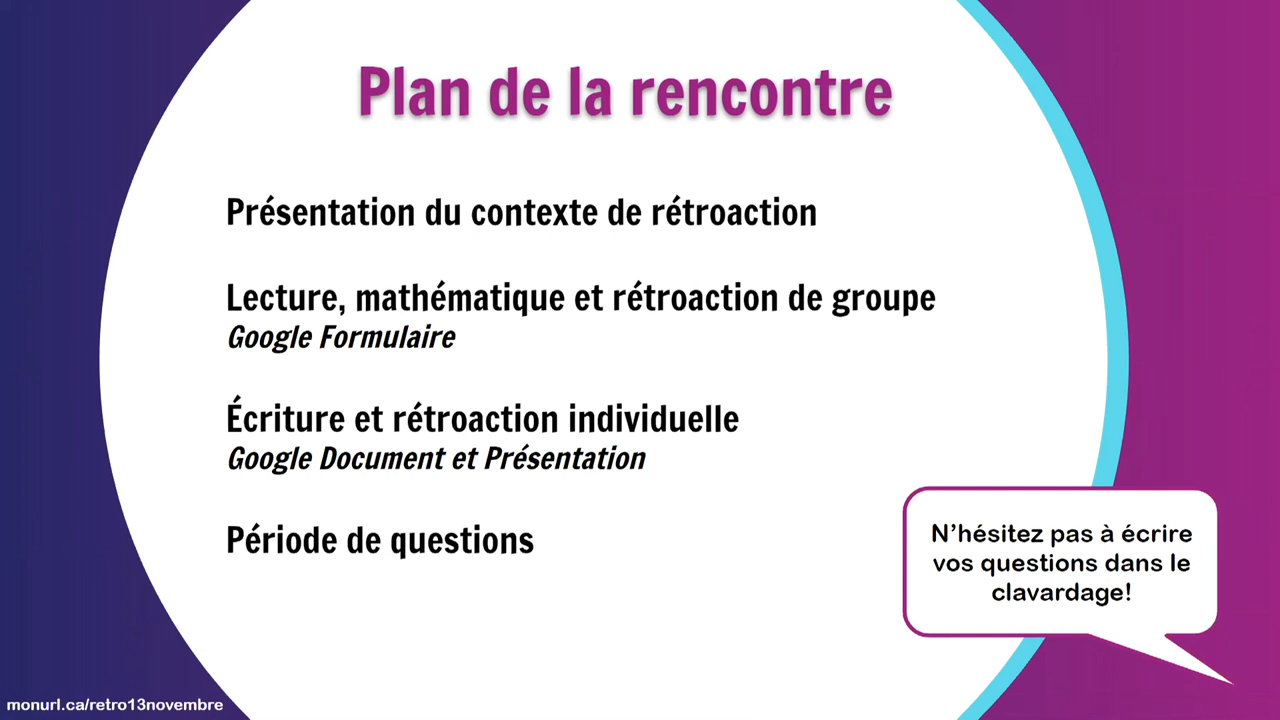 Plan de la rencontre
Présentation du contexte de rétroaction
Lecture, mathématique et rétroaction de groupe
Google Formulaire
Écriture et rétroaction individuelle
Google Document et Présentation
Période de questions
N’hésitez pas à écrire
vos questions dans le
clavardage!
monurl.ca/retro13novembre